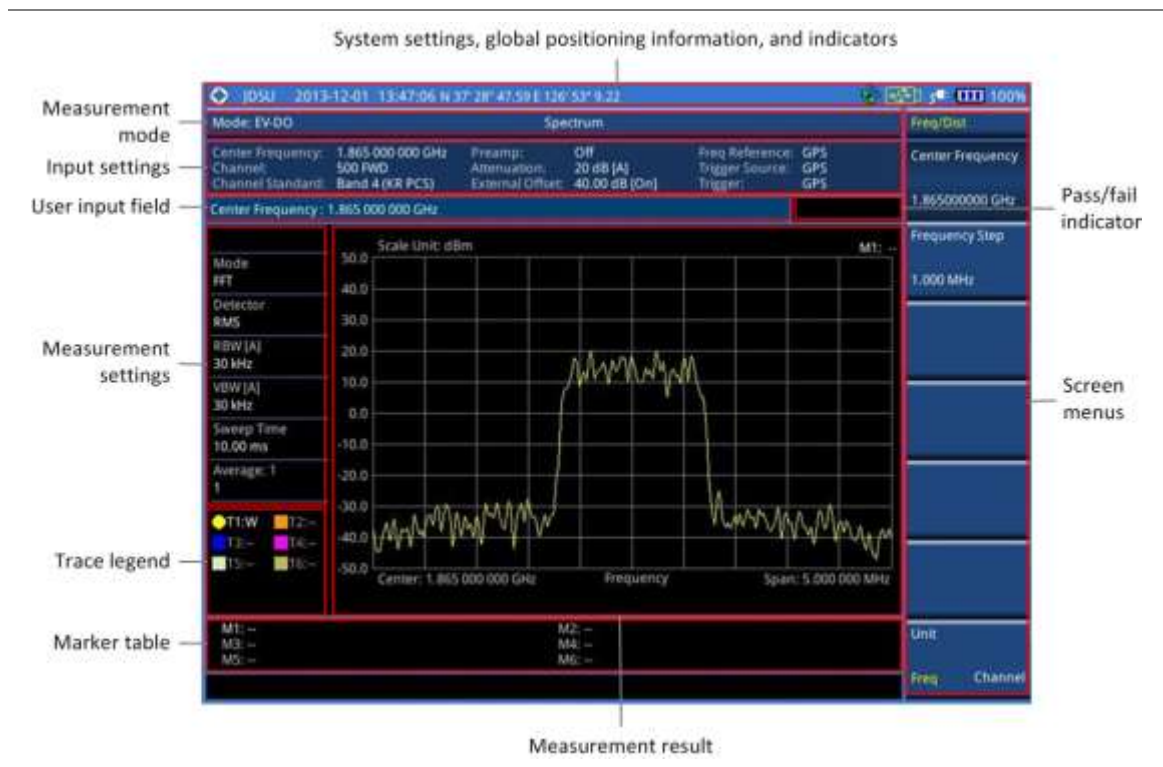 System settings, global positioning information, and indicators
JDSU 2013-12-01 13:47:06 N 37° 28" 47.59 E 126° 53" 9.22 100%
Measurement mode
Mode: EV-DO Spectrum Freq/Dist
Input settings
Center Frequency: 1.865 000 000 GHz Preamp: Off Freq Reference: GPS
Channel: 500 FWD Attenuation: 20 dB [A] Trigger Source: GPS
Channel Standard: Band 4 (KR PCS) External Offset: 40.00 dB [On] Trigger: GPS
Center Frequency
1.865000000 GHz
User input field
Center Frequency : 1.865 000 000 GHz
Pass/fail indicator
Frequency Step
1.000 MHz
Measurement settings
Mode
FFT
Detector
RMS
RBW [A]
30 kHz
VBW [A]
30 kHz
Sweep Time
10.00 ms
Average: 1
1
Scale Unit: dBm M1: --
50.0
40.0
30.0
20.0
10.0
0.0
-10.0
-20.0
-30.0
-40.0
-50.0
Center: 1.865 000 000 GHz Frequency Span: 5.000 000 MHz
Screen menus
Trace legend
T1:W T2:--
T3:-- T4:--
T5:-- T6:--
Marker table
M1: -- M2: --
M3: -- M4: --
M5: -- M6: --
Unit
Freq Channel
Measurement result